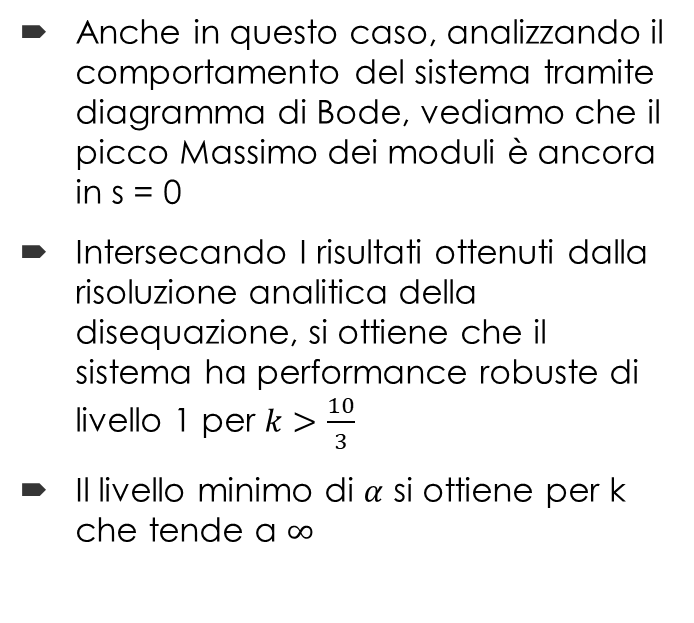 Anche in questo caso, analizzando il
comportamento del sistema tramite
diagramma di Bode, vediamo che il
picco Massimo dei moduli è ancora
in s = 0
Intersecando I risultati ottenuti dalla
risoluzione analitica della
disequazione, si ottiene che il
sistema ha performance robuste di
livello 1 per k > 10/3
Il livello minimo di α si ottiene per k
che tende a ∞